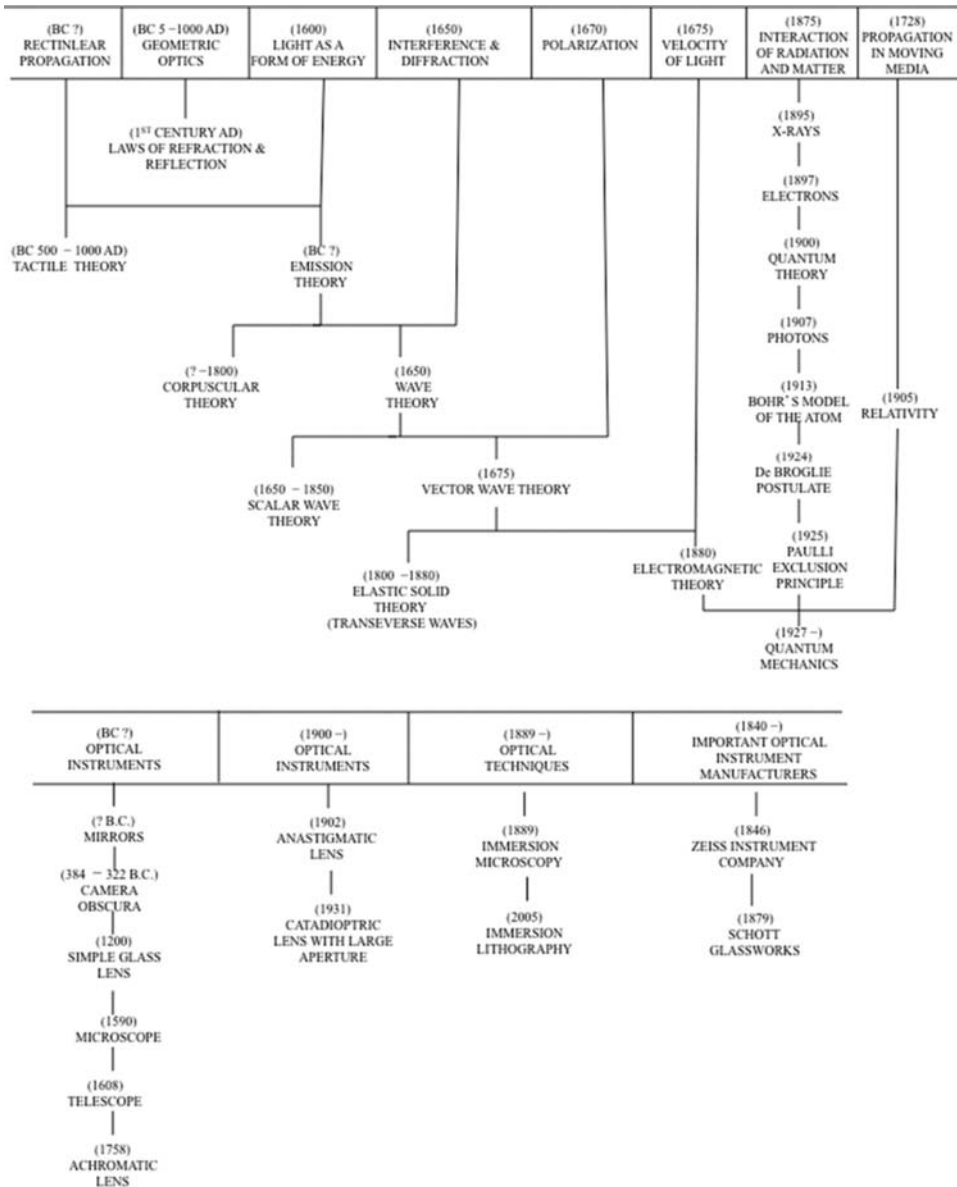 (BC ?)
RECTINLEAR
PROPAGATION
(BC 5 –1000 AD)
GEOMETRIC
OPTICS
(1600)
LIGHT AS A
FORM OF ENERGY
(1650)
INTERFERENCE &
DIFFRACTION
(1670)
POLARIZATION
(1675)
VELOCITY
OF LIGHT
(1875)
INTERACTION
OF RADIATION
AND MATTER
(1728)
PROPAGATION
IN MOVING
MEDIA
(1ST CENTURY AD)
LAWS OF REFRACTION &
REFLECTION
(1895)
X-RAYS
(1897)
ELECTRONS
(BC 500 – 1000 AD)
TACTILE THEORY
(BC ?)
EMISSION
THEORY
(1900)
QUANTUM
THEORY
(1907)
PHOTONS
(? –1800)
CORPUSCULAR
THEORY
(1650)
WAVE
THEORY
(1913)
BOHR'S MODEL
OF THE ATOM
(1905)
RELATIVITY
(1650 – 1850)
SCALAR WAVE
THEORY
(1675)
VECTOR WAVE THEORY
(1924)
De BROGLIE
POSTULATE
(1800 –1880)
ELASTIC SOLID
THEORY
(TRANSEVERSE WAVES)
(1880)
ELECTROMAGNETIC
THEORY
(1925)
PAULLI
EXCLUSION
PRINCIPLE
(1927 –)
QUANTUM
MECHANICS
(BC ?)
OPTICAL
INSTRUMENTS
(1900 –)
OPTICAL
INSTRUMENTS
(1889 –)
OPTICAL
TECHNIQUES
(1840 –)
IMPORTANT OPTICAL
INSTRUMENT
MANUFACTURERS
(? B.C.)
MIRRORS
(384 – 322 B.C.)
CAMERA
OBSCURA
(1200)
SIMPLE GLASS
LENS
(1590)
MICROSCOPE
(1608)
TELESCOPE
(1758)
ACHROMATIC
LENS
(1902)
ANASTIGMATIC
LENS
(1931)
CATADIOPTRIC
LENS WITH LARGE
APERTURE
(1889)
IMMERSION
MICROSCOPY
(2005)
IMMERSION
LITHOGRAPHY
(1846)
ZEISS INSTRUMENT
COMPANY
(1879)
SCHOTT
GLASSWORKS